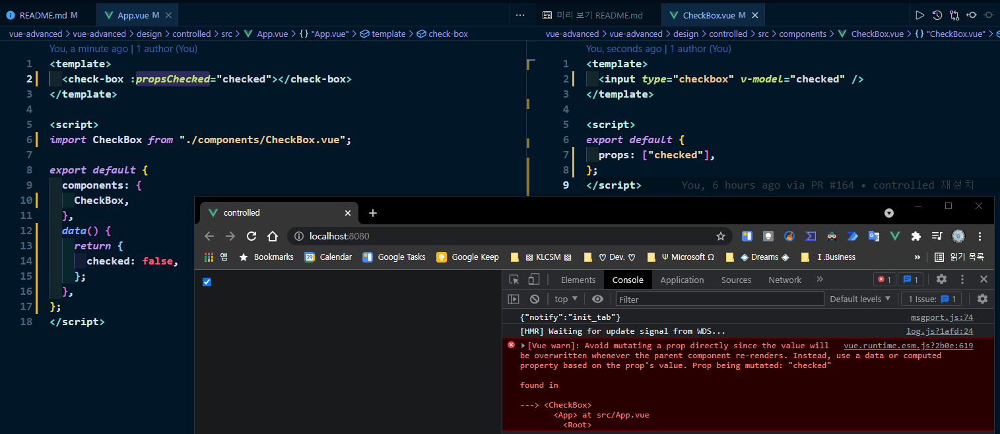 README.md M
App.vue M
vue-advanced > vue-advanced > design > controlled > src > App.vue > {} "App.vue" > template > check-box
You, a minute ago | 1 author (You)
1 <template>
2 <check-box :propsChecked="checked"></check-box>
3 </template>
4
5 <script>
6 import CheckBox from "./components/CheckBox.vue";
7
8 export default {
9 components: {
10 CheckBox,
11 },
12 data() {
13 return {
14 checked: false,
15 };
16 },
17 };
18 </script>
미리 보기 README.md
CheckBox.vue M
vue-advanced > vue-advanced > design > controlled > src > components > CheckBox.vue > {} "CheckBox.vue" >
You, seconds ago | 1 author (You)
1 <template>
2 <input type="checkbox" v-model="checked" />
3 </template>
4
5 <script>
6 export default {
7 props: ["checked"],
8 };
9 </script> You, 6 hours ago via PR #164 • controlled 재설치
controlled
localhost:8080
앱
Bookmarks
Calendar
Google Tasks
Google Keep
⊠ KLCSM ⊠
♡ Dev. ♡
Ψ Microsoft Ω
◈ Dreams ◈
I.Business
»
읽기 목록
Elements Console Application Sources Network » 1 1
top Filter Default levels 1 Issue: 1
{"notify":"init_tab"} msgport.js:74
[HMR] Waiting for update signal from WDS... log.js?1afd:24
[Vue warn]: Avoid mutating a prop directly since the value will vue.runtime.esm.js?2b0e:619
be overwritten whenever the parent component re-renders. Instead, use a data or computed
property based on the prop's value. Prop being mutated: "checked"
found in
---> <CheckBox>
<App> at src/App.vue
<Root>